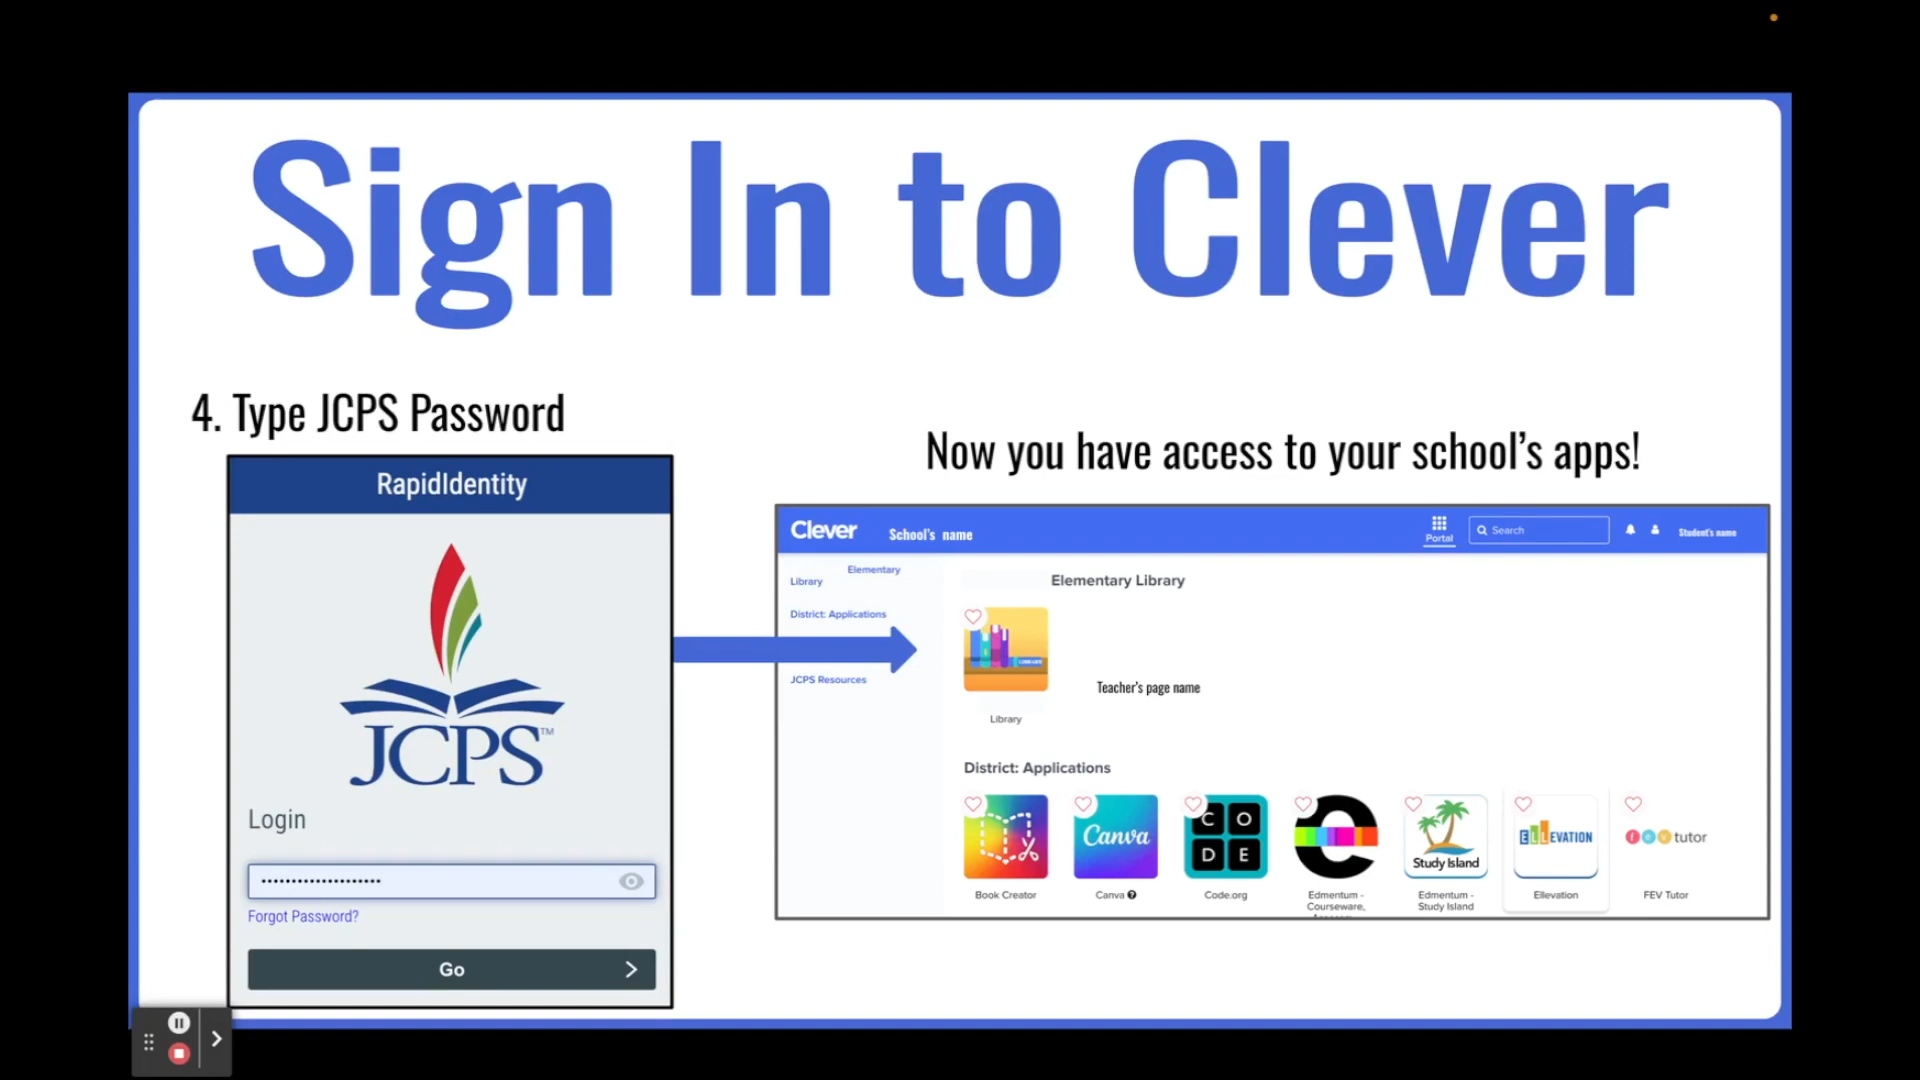 Sign In to Clever
4. Type JCPS Password
Now you have access to your school's apps!
RapidIdentity
JCPS™
Login
Forgot Password?
Go
Clever
School's name
Portal
Search
Student's name
Elementary
Library
District: Applications
JCPS Resources
Elementary Library
LIBRARY
Library
Teacher's page name
District: Applications
Canva
C O
D E
Study Island
ELLEVATION
fev tutor
Book Creator
Canva
Code.org
Edmentum -
Courseware,
Edmentum -
Study Island
Ellevation
FEV Tutor